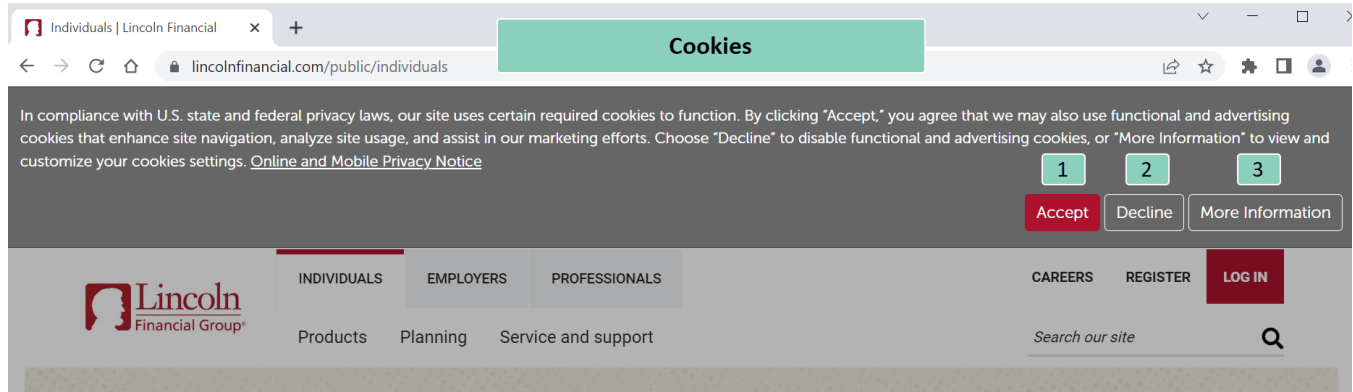 Individuals | Lincoln Financial
Cookies
lincolnfinancial.com/public/individuals
In compliance with U.S. state and federal privacy laws, our site uses certain required cookies to function. By clicking "Accept," you agree that we may also use functional and advertising
cookies that enhance site navigation, analyze site usage, and assist in our marketing efforts. Choose "Decline" to disable functional and advertising cookies, or "More Information" to view and
customize your cookies settings. Online and Mobile Privacy Notice
1 2 3
Accept Decline More Information
INDIVIDUALS EMPLOYERS PROFESSIONALS CAREERS REGISTER LOG IN
Lincoln
Financial Group®
Products Planning Service and support Search our site